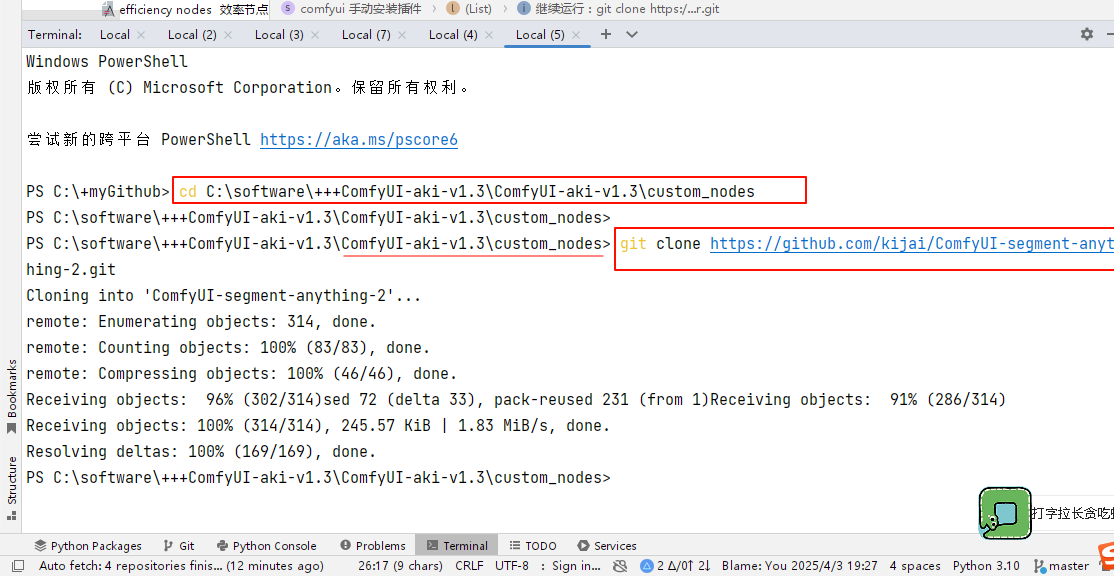 efficiency nodes 效率节点 S comfyui 手动安装插件 › l (List) › i 继续运行：git clone https:/...r.git
Terminal: Local × Local (2) × Local (3) × Local (7) × Local (4) × Local (5) × +
Windows PowerShell
版权所有 (C) Microsoft Corporation。保留所有权利。
尝试新的跨平台 PowerShell https://aka.ms/pscore6
PS C:\+myGithub> cd C:\software\+++ComfyUI-aki-v1.3\ComfyUI-aki-v1.3\custom_nodes
PS C:\software\+++ComfyUI-aki-v1.3\ComfyUI-aki-v1.3\custom_nodes>
PS C:\software\+++ComfyUI-aki-v1.3\ComfyUI-aki-v1.3\custom_nodes> git clone https://github.com/kijai/ComfyUI-segment-anyt
hing-2.git
Cloning into 'ComfyUI-segment-anything-2'...
remote: Enumerating objects: 314, done.
remote: Counting objects: 100% (83/83), done.
remote: Compressing objects: 100% (46/46), done.
Receiving objects:  96% (302/314)sed 72 (delta 33), pack-reused 231 (from 1)Receiving objects:  91% (286/314)
Receiving objects: 100% (314/314), 245.57 KiB | 1.83 MiB/s, done.
Resolving deltas: 100% (169/169), done.
PS C:\software\+++ComfyUI-aki-v1.3\ComfyUI-aki-v1.3\custom_nodes>
Bookmarks
Structure
打字拉长贪吃
Python Packages Git Python Console Problems Terminal TODO Services
Auto fetch: 4 repositories finis... (12 minutes ago) 26:17 (9 chars) CRLF UTF-8 : Sign in... 2 Δ/0↑ 2↓ Blame: You 2025/4/3 19:27 4 spaces Python 3.10 master